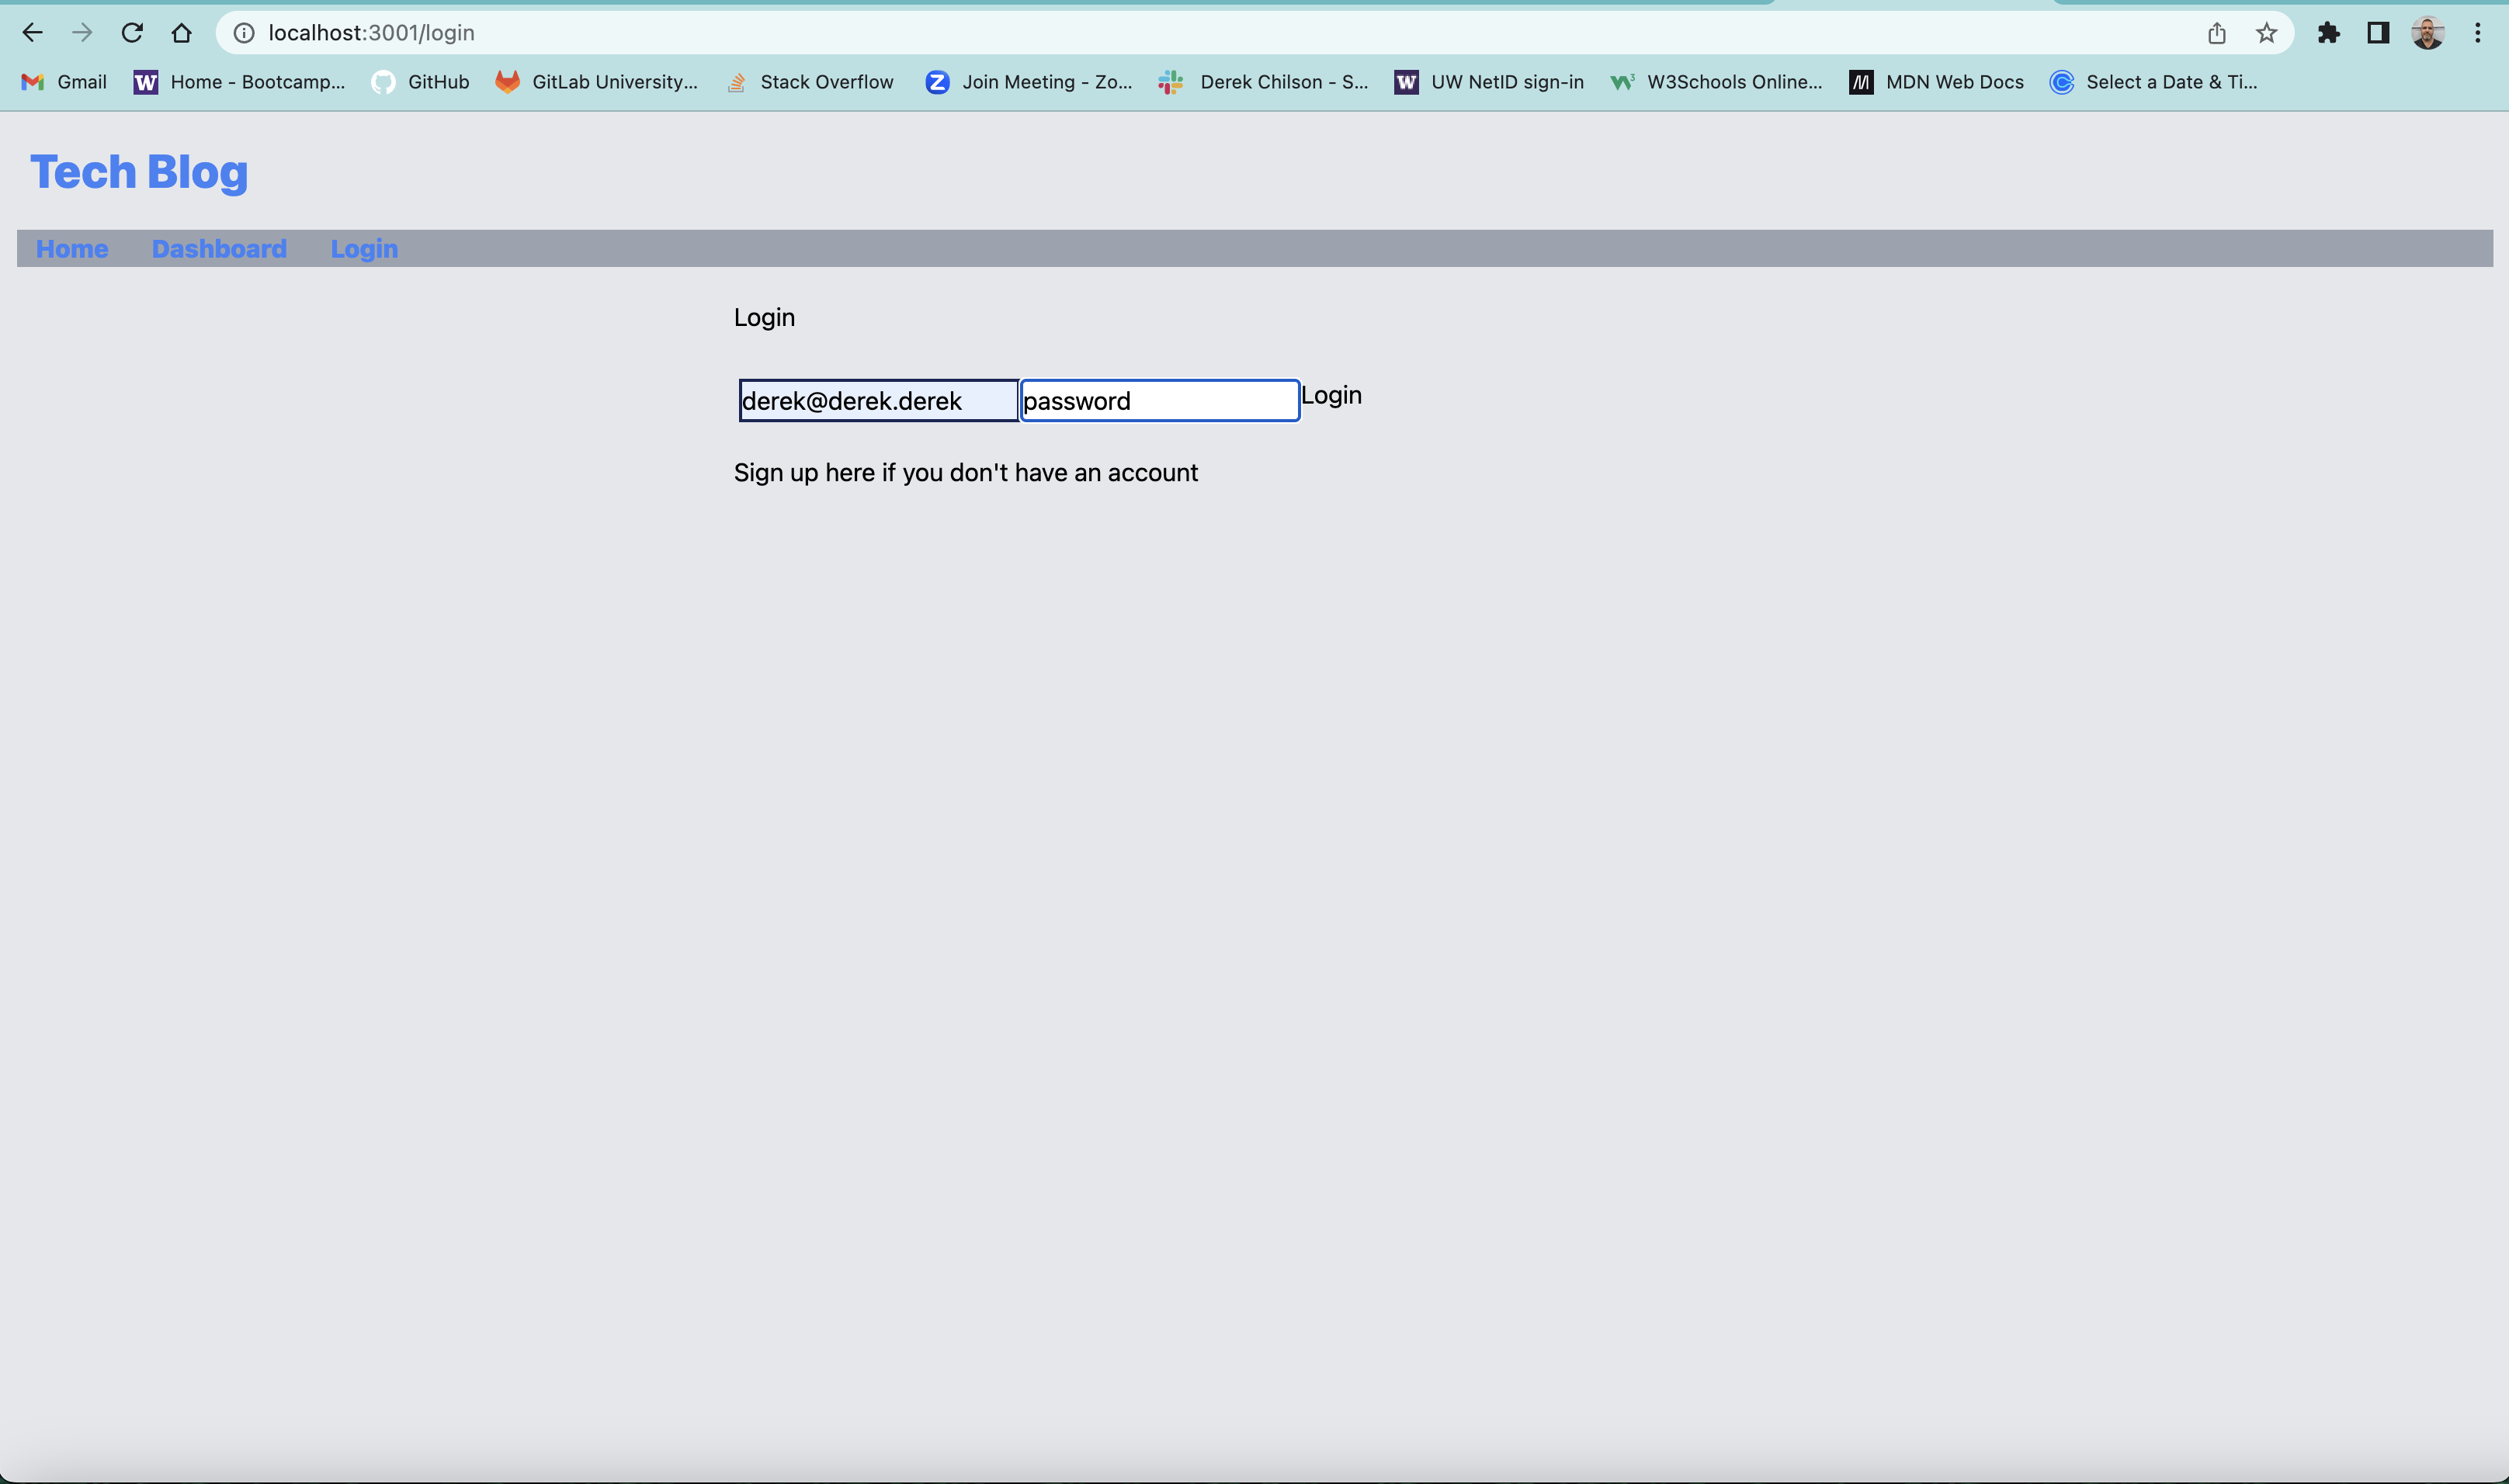 localhost:3001/login
Gmail W Home - Bootcamp... GitHub GitLab University... Stack Overflow Z Join Meeting - Zo... Derek Chilson - S... W UW NetID sign-in W3 W3Schools Online... M MDN Web Docs Select a Date & Ti...
Tech Blog
Home Dashboard Login
Login
derek@derek.derek password Login
Sign up here if you don't have an account